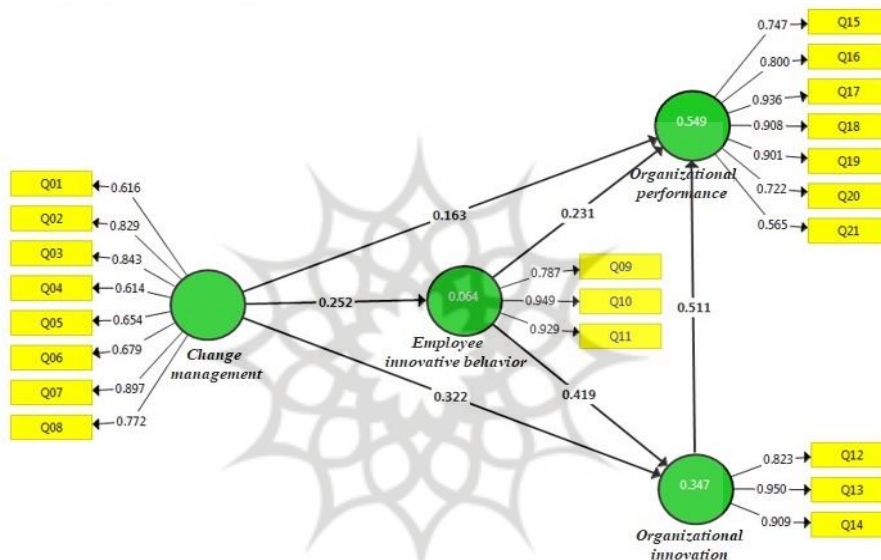 Q01
Q02
Q03
Q04
Q05
Q06
Q07
Q08
0.616
0.829
0.843
0.614
0.654
0.679
0.897
0.772
Change
management
0.163
0.252
0.322
0.064
Employee
innovative behavior
0.787
0.949
0.929
Q09
Q10
Q11
0.231
0.419
0.549
Organizational
performance
0.747
0.800
0.936
0.908
0.901
0.722
0.565
Q15
Q16
Q17
Q18
Q19
Q20
Q21
0.511
0.347
Organizational
innovation
0.823
0.950
0.909
Q12
Q13
Q14